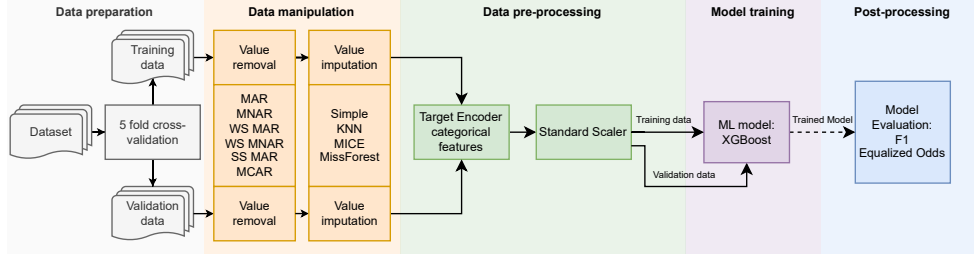 Data preparation
Data manipulation
Data pre-processing
Model training
Post-processing
Training
data
Value
removal
Value
imputation
Dataset
5 fold cross-
validation
MAR
MNAR
WS MAR
WS MNAR
SS MAR
MCAR
Simple
KNN
MICE
MissForest
Target Encoder
categorical
features
Standard Scaler
Training data
Validation data
ML model:
XGBoost
Trained Model
Model
Evaluation:
F1
Equalized Odds
Validation
data
Value
removal
Value
imputation